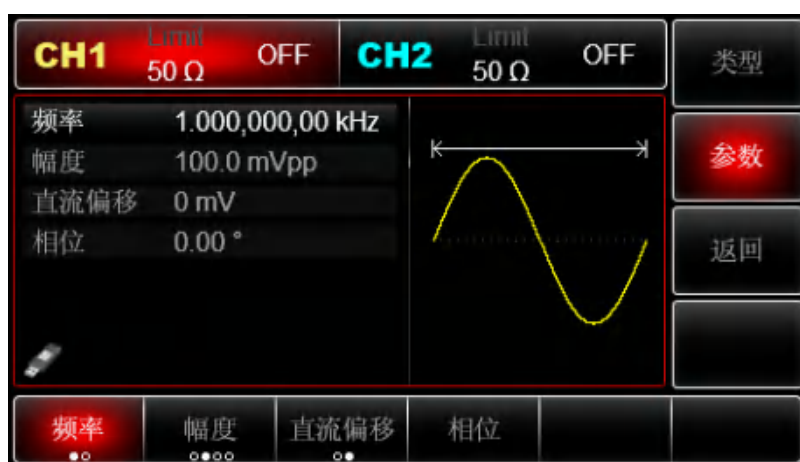 CH1 Limit 50 Ω OFF
CH2 Limit 50 Ω OFF
类型
频率 1.000,000,00 kHz
幅度 100.0 mVpp
直流偏移 0 mV
相位 0.00 °
参数
返回
频率 幅度 直流偏移 相位